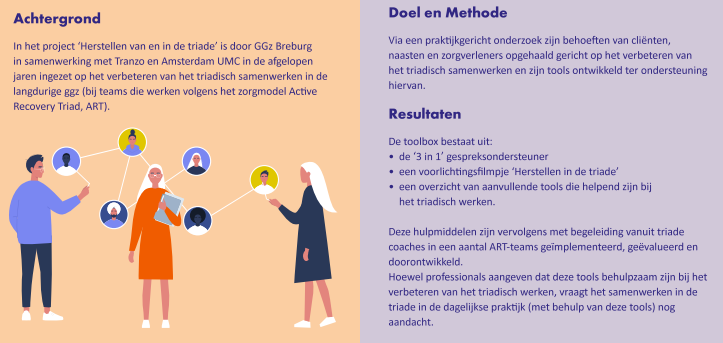 Achtergrond
In het project ‘Herstellen van en in de triade’ is door GGz Breburg
in samenwerking met Tranzo en Amsterdam UMC in de afgelopen
jaren ingezet op het verbeteren van het triadisch samenwerken in de
langdurige ggz (bij teams die werken volgens het zorgmodel Active
Recovery Triad, ART).
Doel en Methode
Via een praktijkgericht onderzoek zijn behoeften van cliënten,
naasten en zorgverleners opgehaald gericht op het verbeteren van
het triadisch samenwerken en zijn tools ontwikkeld ter ondersteuning
hiervan.
Resultaten
De toolbox bestaat uit:
• de ‘3 in 1’ gespreksondersteuner
• een voorlichtingsfilmpje ‘Herstellen in de triade’
• een overzicht van aanvullende tools die helpend zijn bij
het triadisch werken.
Deze hulpmiddelen zijn vervolgens met begeleiding vanuit triade
coaches in een aantal ART-teams geïmplementeerd, geëvalueerd en
doorontwikkeld.
Hoewel professionals aangeven dat deze tools behulpzaam zijn bij het
verbeteren van het triadisch werken, vraagt het samenwerken in de
triade in de dagelijkse praktijk (met behulp van deze tools) nog
aandacht.